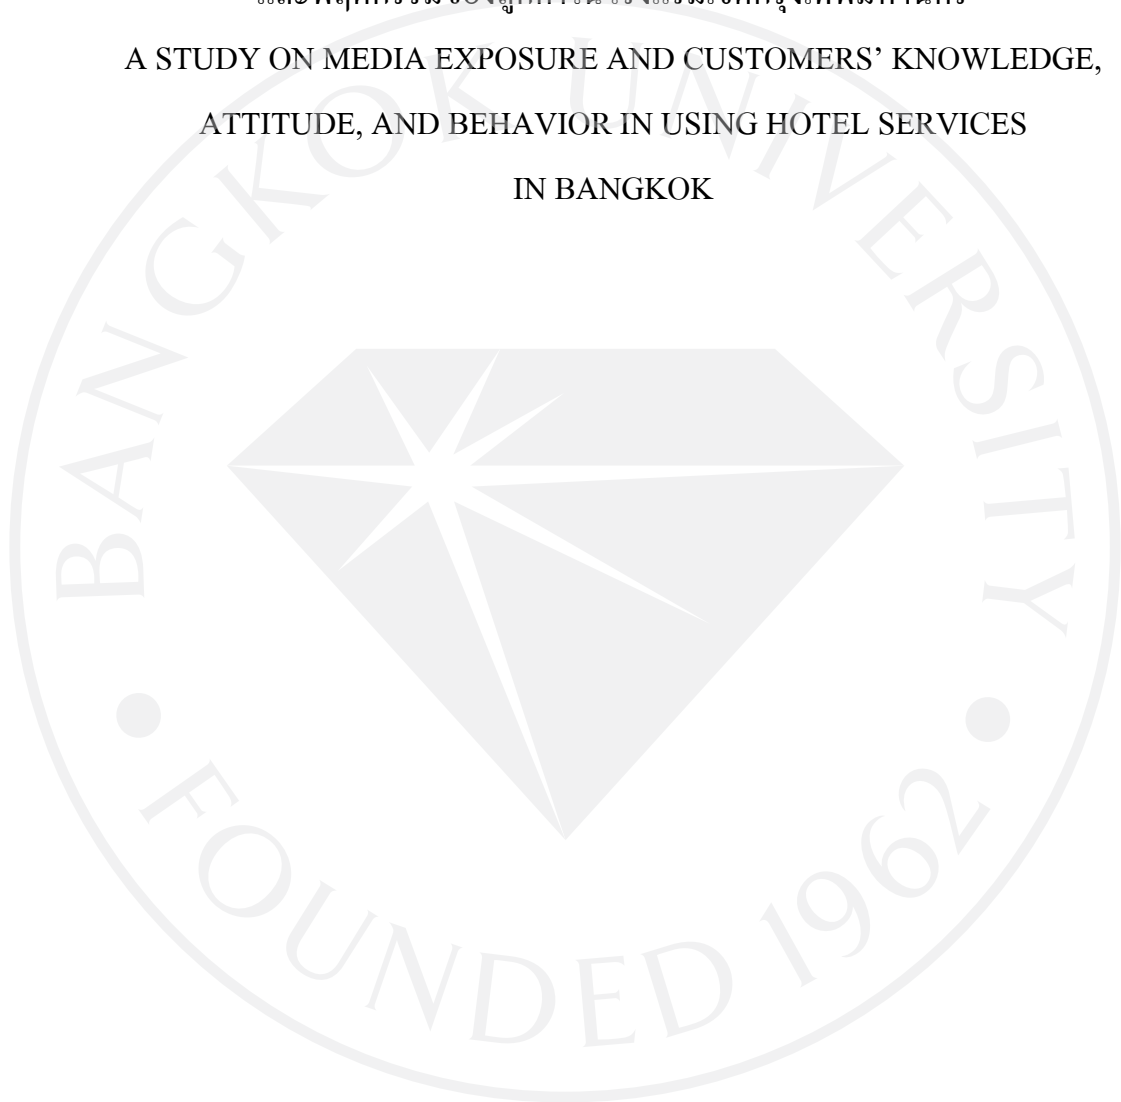 A STUDY ON MEDIA EXPOSURE AND CUSTOMERS’ KNOWLEDGE,
ATTITUDE, AND BEHAVIOR IN USING HOTEL SERVICES
IN BANGKOK
BANGKOK UNIVERSITY
FOUNDED 1962